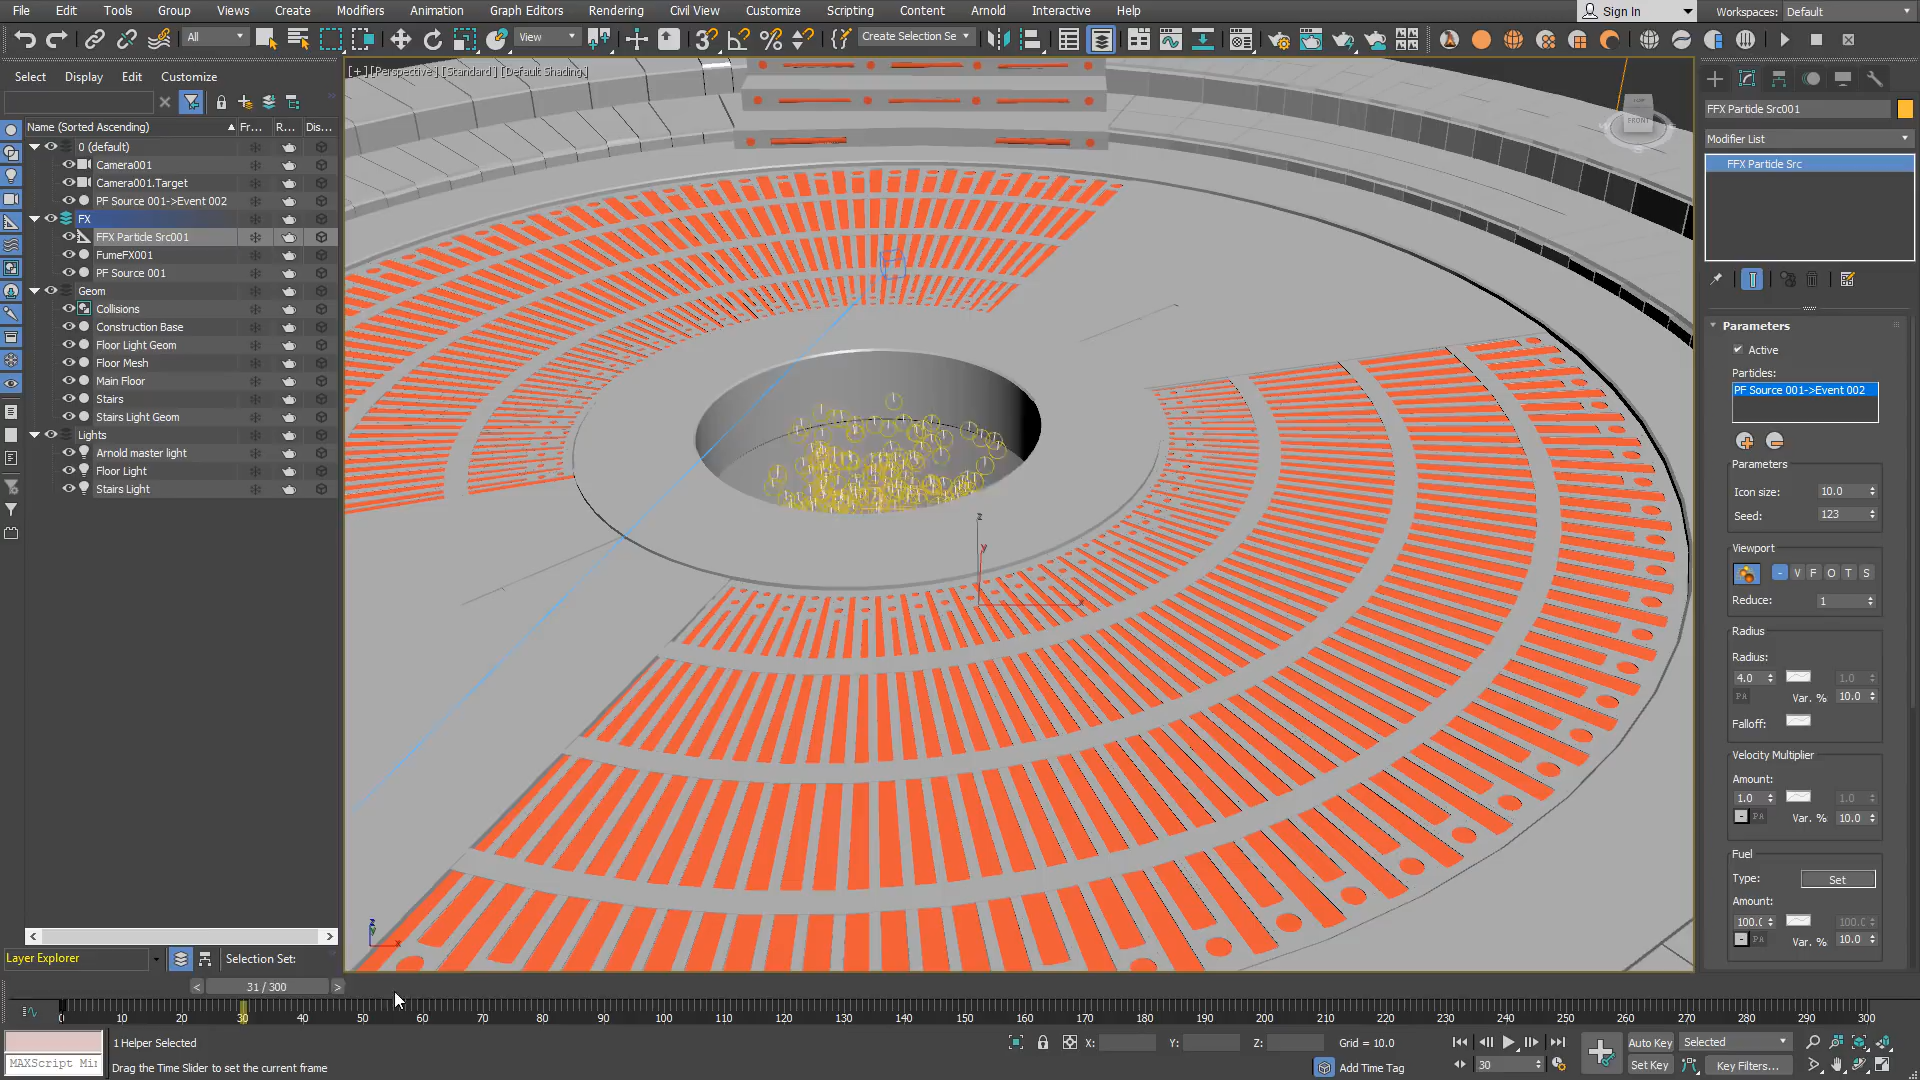 File Edit Tools Group Views Create Modifiers Animation Graph Editors Rendering Civil View Customize Scripting Content Arnold Interactive Help Sign In Workspaces: Default
All View Create Selection Se
Select Display Edit Customize
[+] [Perspective] [Standard] [Default Shading]
Name (Sorted Ascending) Fr... R... Dis...
0 (default)
Camera001
Camera001.Target
PF Source 001->Event 002
FX
FFX Particle Src001
FumeFX001
PF Source 001
Geom
Collisions
Construction Base
Floor Light Geom
Floor Mesh
Main Floor
Stairs
Stairs Light Geom
Lights
Arnold master light
Floor Light
Stairs Light
FRONT
z
y
x
z
x
FFX Particle Src001
Modifier List
FFX Particle Src
Parameters
Active
Particles:
PF Source 001->Event 002
Parameters
Icon size: 10.0
Seed: 123
Viewport
- V F O T S
Reduce: 1
Radius
Radius:
4.0 1.0
PA Var. % 10.0
Falloff:
Velocity Multiplier
Amount:
1.0 1.0
- PA Var. % 10.0
Fuel
Type: Set
Amount:
100.0 100.0
- PA Var. % 10.0
Layer Explorer Selection Set:
< 31 / 300 >
0 10 20 30 40 50 60 70 80 90 100 110 120 130 140 150 160 170 180 190 200 210 220 230 240 250 260 270 280 290 300
1 Helper Selected X: Y: Z: Grid = 10.0 Auto Key Selected
MAXScript Mi Drag the Time Slider to set the current frame Add Time Tag 30 Set Key Key Filters...